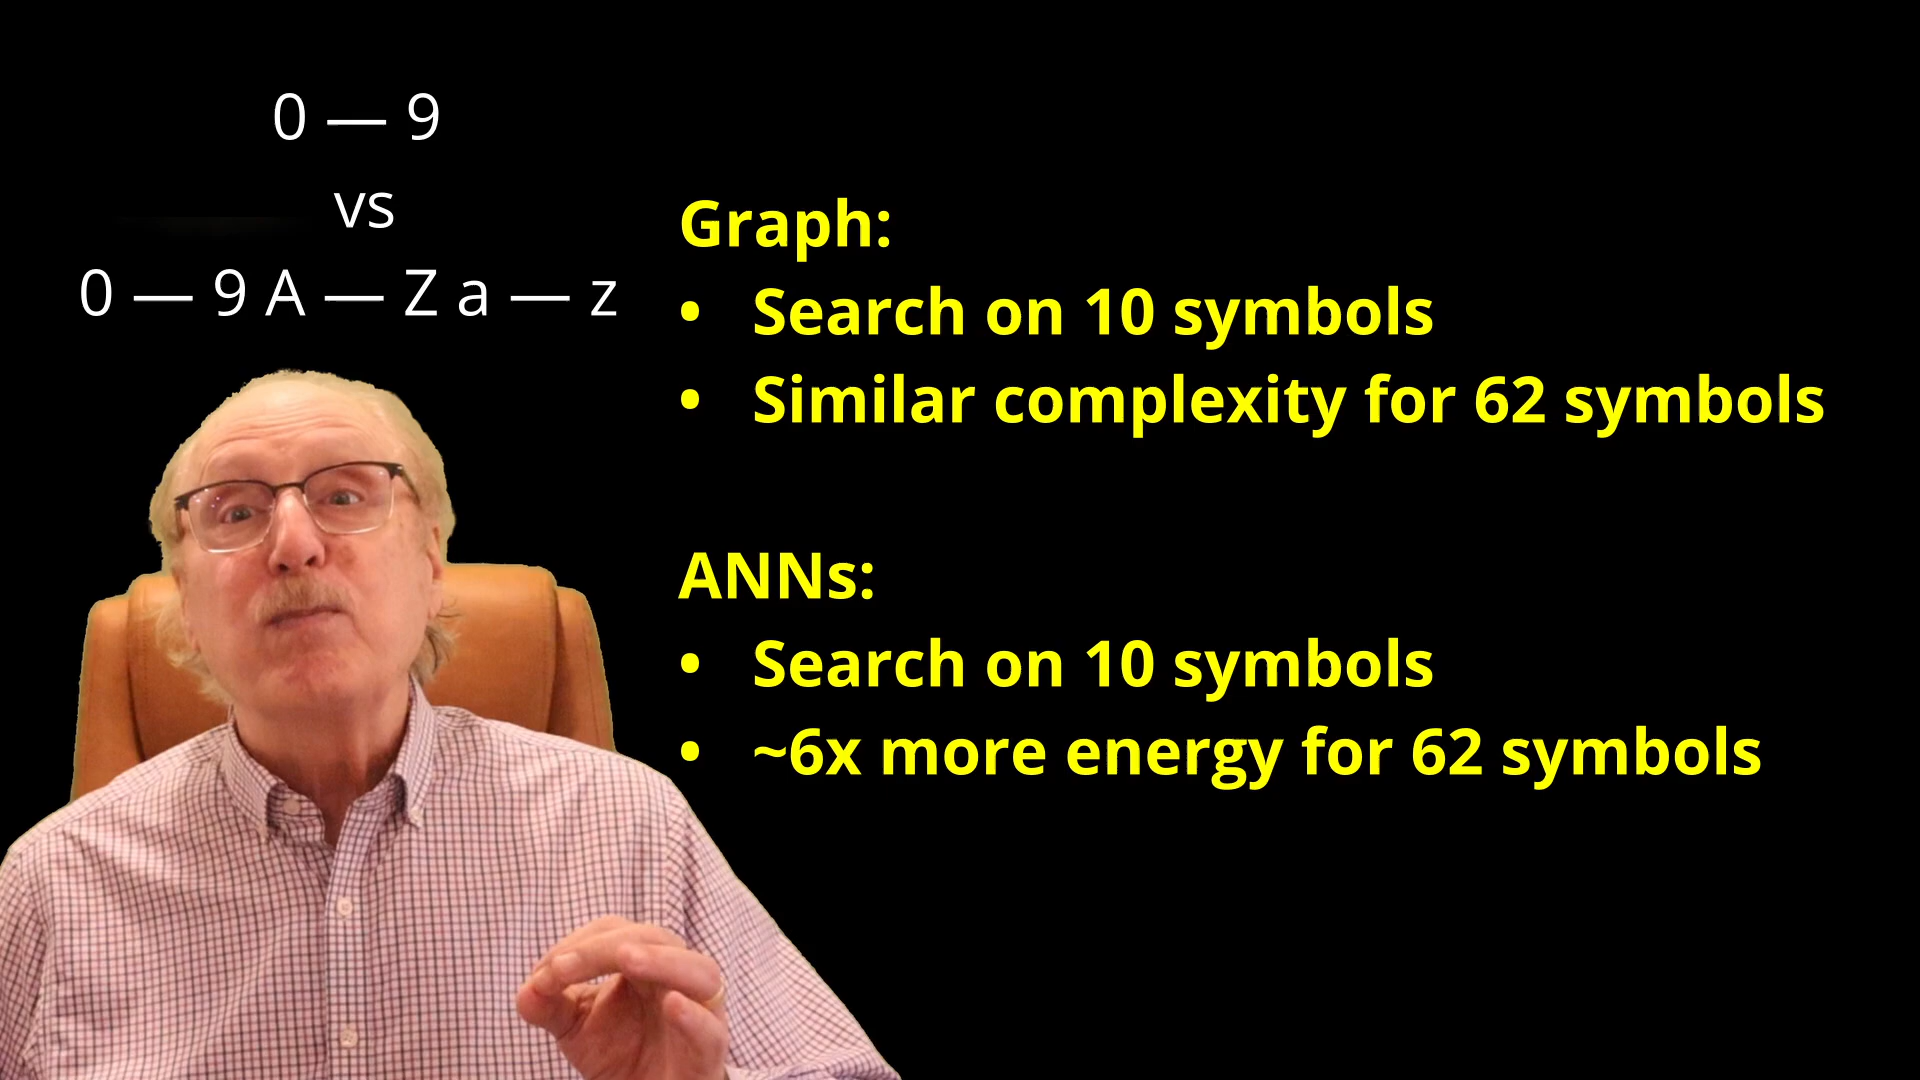 0 — 9
vs
0 — 9 A — Z a — z
Graph:
• Search on 10 symbols
• Similar complexity for 62 symbols
ANNs:
• Search on 10 symbols
• ~6x more energy for 62 symbols